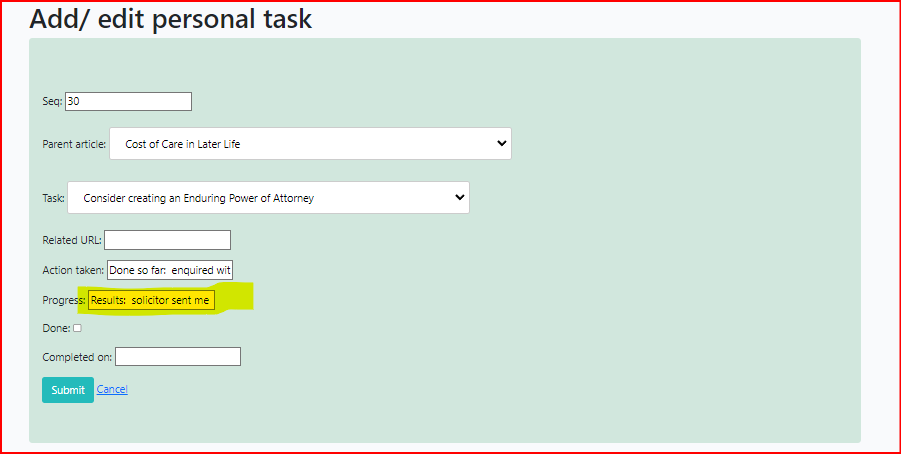 Add/ edit personal task
Seq: 30
Parent article: Cost of Care in Later Life
Task: Consider creating an Enduring Power of Attorney
Related URL:
Action taken: Done so far: enquired wit
Progress: Results: solicitor sent me
Done:
Completed on:
Submit Cancel